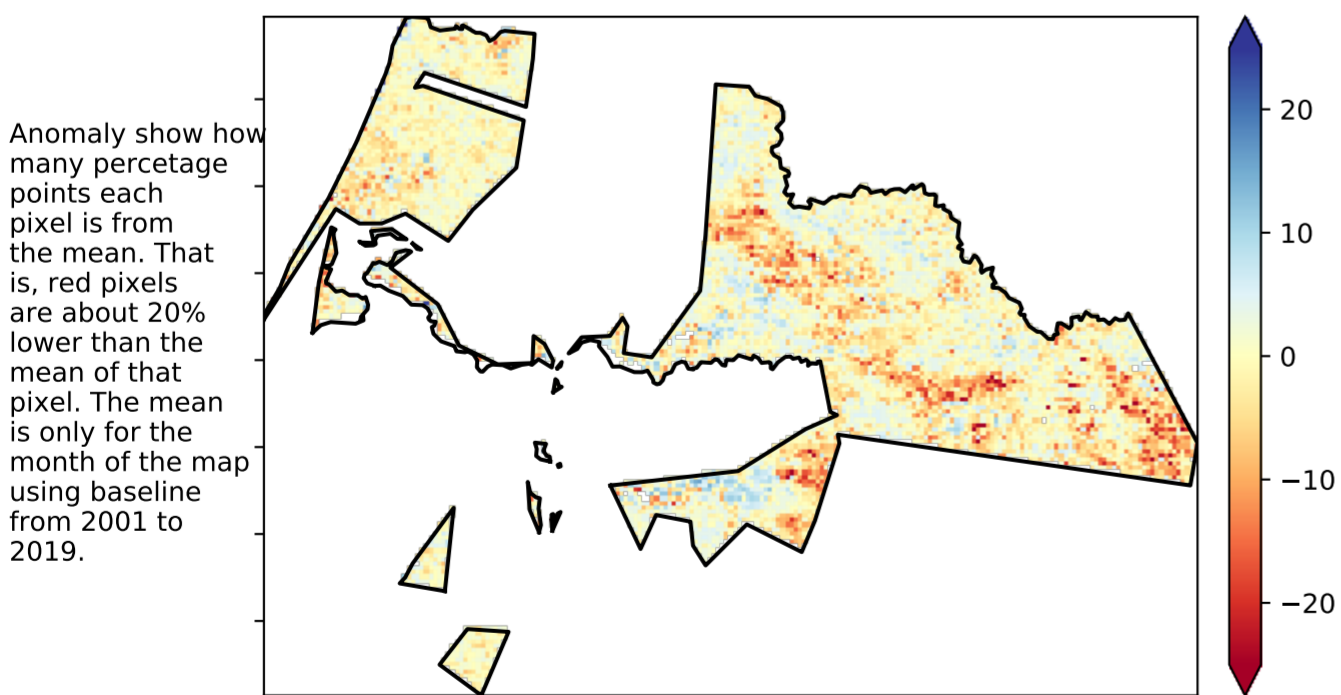 Anomaly show how
many percetage
points each
pixel is from
the mean. That
is, red pixels
are about 20%
lower than the
mean of that
pixel. The mean
is only for the
month of the map
using baseline
from 2001 to
2019.
20
10
0
−10
−20